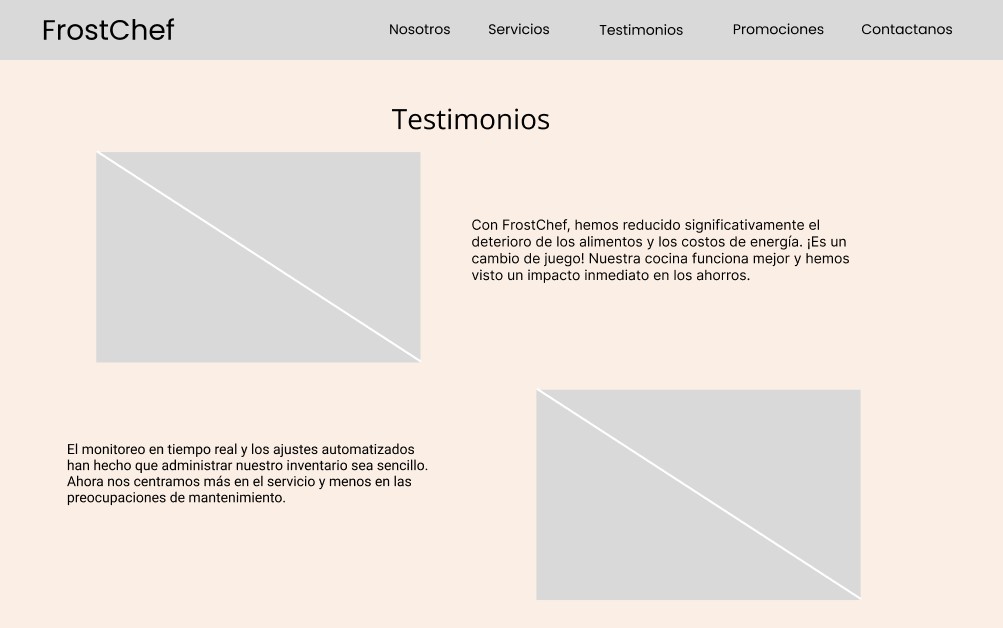 FrostChef
Nosotros
Servicios
Testimonios
Promociones
Contactanos
Testimonios
Con FrostChef, hemos reducido significativamente el
deterioro de los alimentos y los costos de energía. ¡Es un
cambio de juego! Nuestra cocina funciona mejor y hemos
visto un impacto inmediato en los ahorros.
El monitoreo en tiempo real y los ajustes automatizados
han hecho que administrar nuestro inventario sea sencillo.
Ahora nos centramos más en el servicio y menos en las
preocupaciones de mantenimiento.